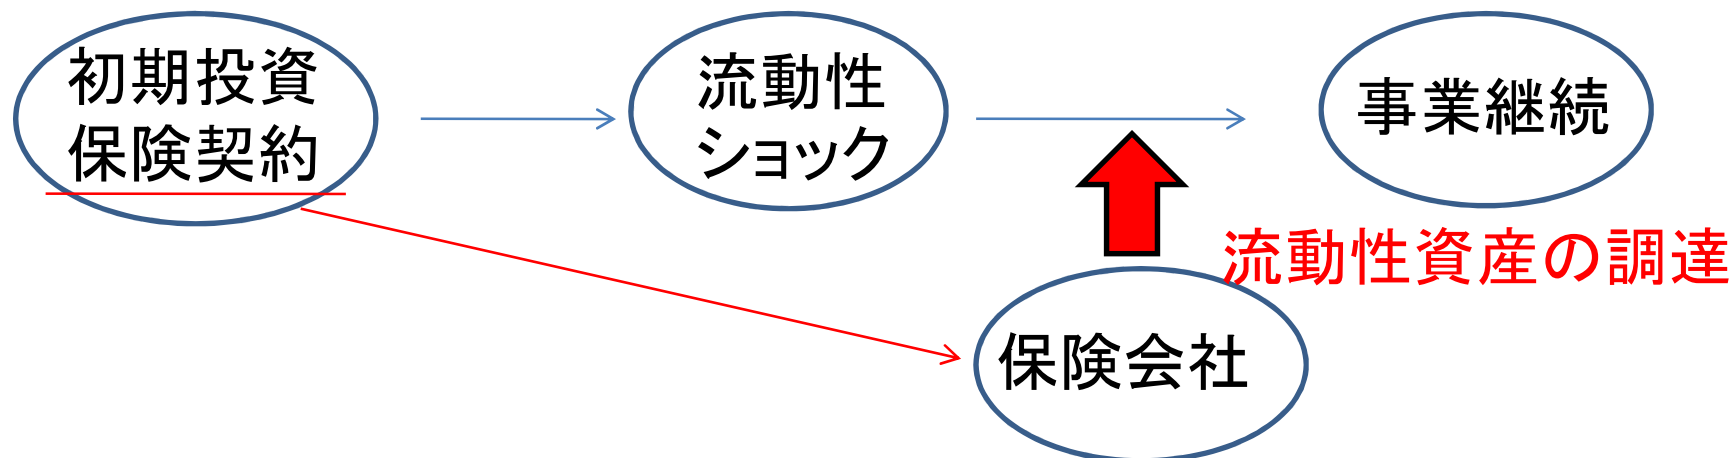 初期投資
保険契約
流動性
ショック
事業継続
流動性資産の調達
保険会社